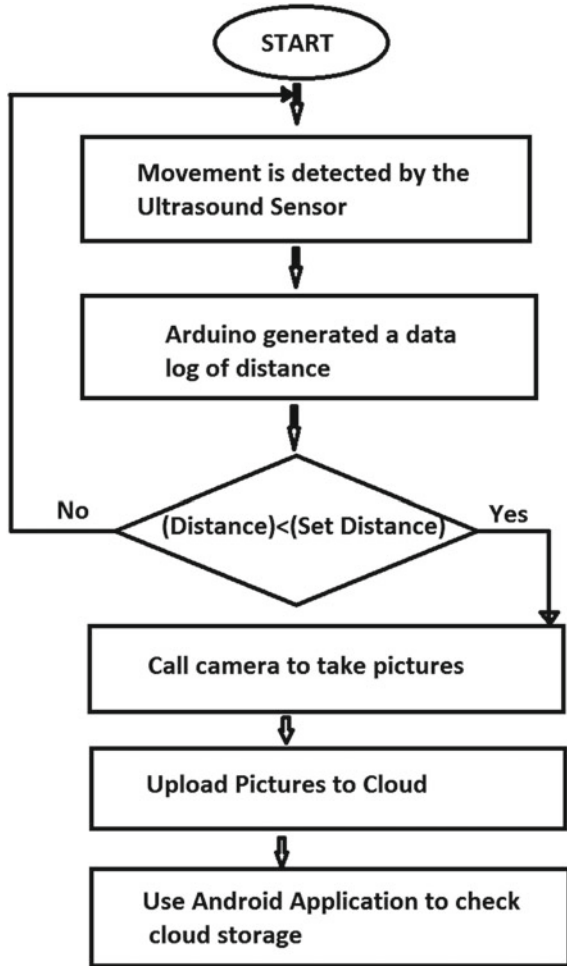 START
Movement is detected by the
Ultrasound Sensor
Arduino generated a data
log of distance
No
(Distance)<(Set Distance)
Yes
Call camera to take pictures
Upload Pictures to Cloud
Use Android Application to check
cloud storage